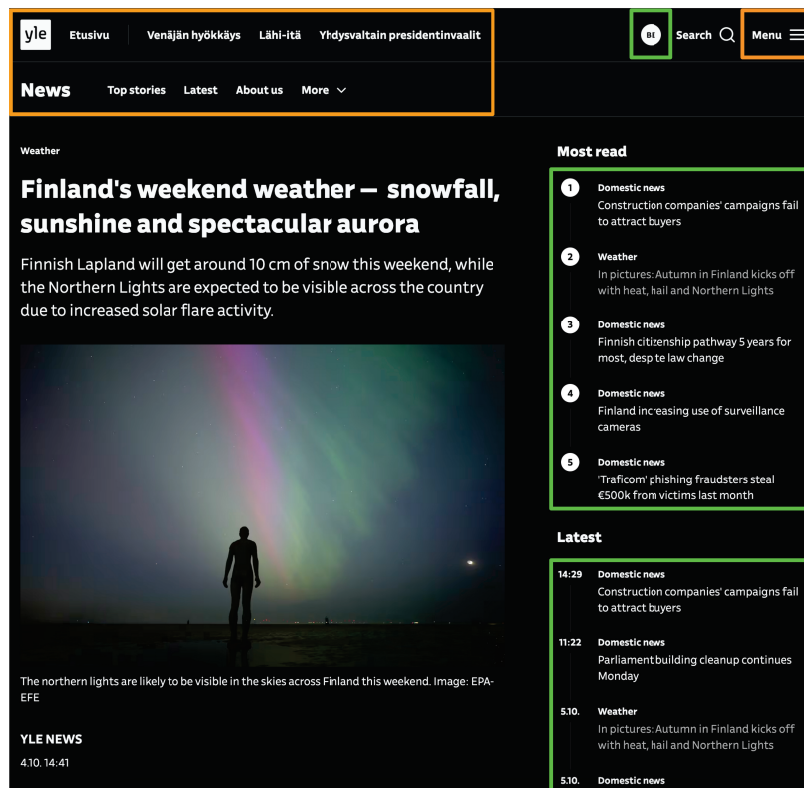 yle
Etusivu
Venäjän hyökkäys
Lähi-itä
Yhdysvaltain presidentinvaalit
Search
Menu
News
Top stories
Latest
About us
More
Weather
Finland's weekend weather – snowfall,
sunshine and spectacular aurora
Finnish Lapland will get around 10 cm of snow this weekend, while
the Northern Lights are expected to be visible across the country
due to increased solar flare activity.
The northern lights are likely to be visible in the skies across Finland this weekend. Image: EPA-
EFE
YLE NEWS
4.10. 14:41
Most read
1 Domestic news
Construction companies' campaigns fail
to attract buyers
2 Weather
In pictures: Autumn in Finland kicks off
with heat, hail and Northern Lights
3 Domestic news
Finnish citizenship pathway 5 years for
most, despite law change
4 Domestic news
Finland increasing use of surveillance
cameras
5 Domestic news
'Traficom' phishing fraudsters steal
€500k from victims last month
Latest
14:29 Domestic news
Construction companies' campaigns fail
to attract buyers
11:22 Domestic news
Parliament building cleanup continues
Monday
5.10. Weather
In pictures: Autumn in Finland kicks off
with heat, hail and Northern Lights
5.10. Domestic news